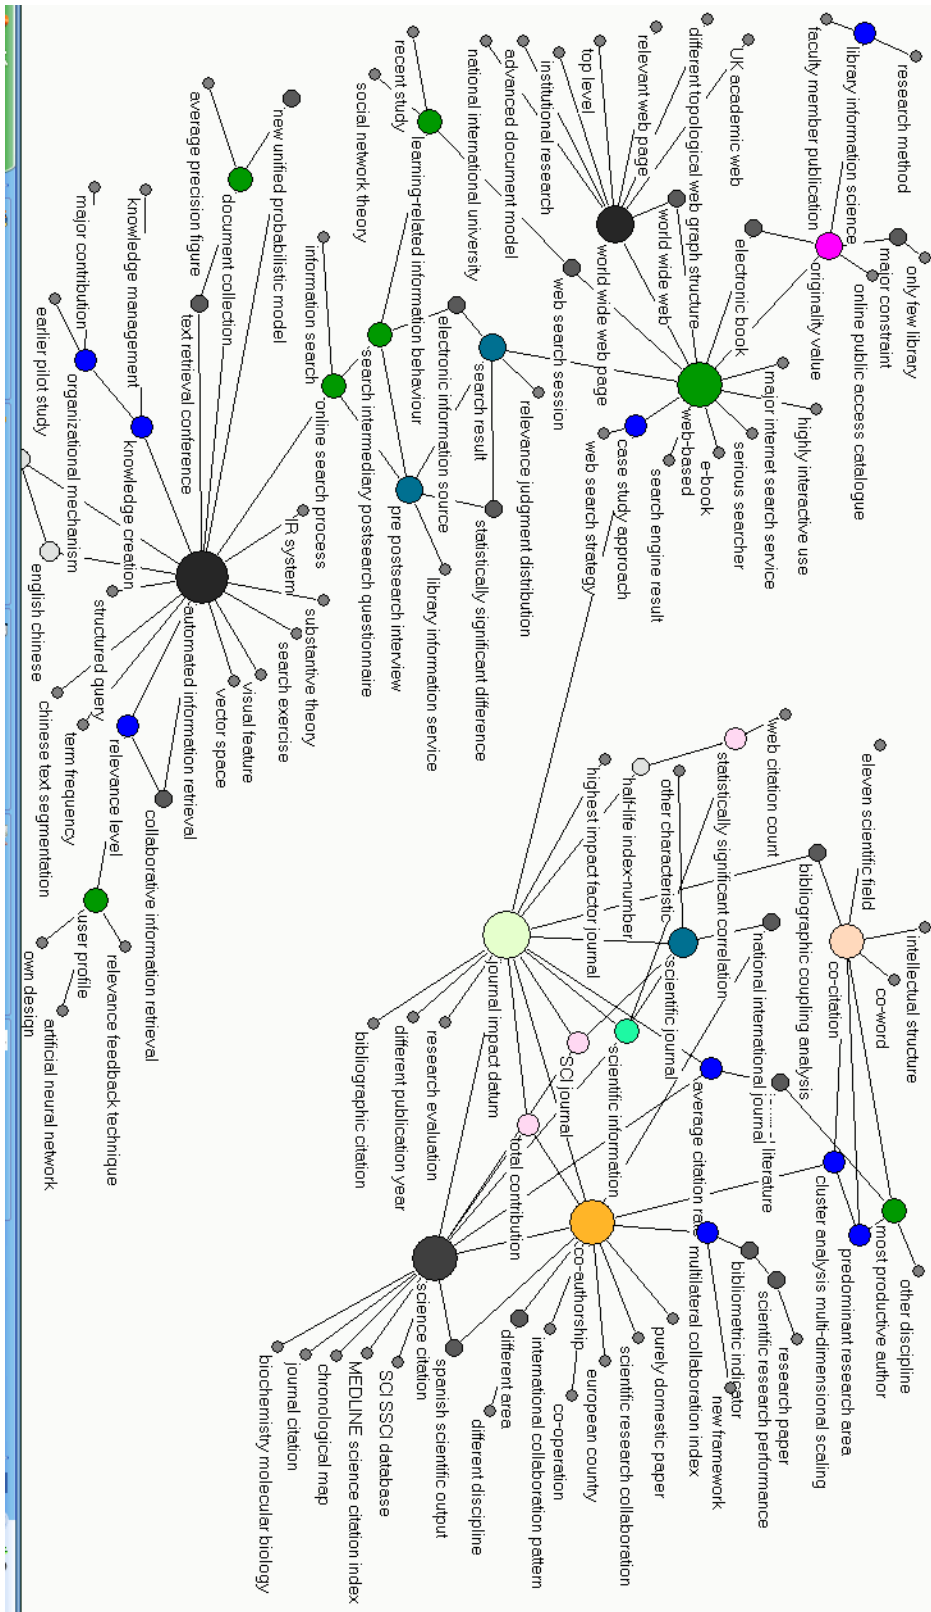 research method
library information science
faculty member publication
only few library
major constraint
online public access catalogue
originality value
electronic book
UK academic web
different topological web graph structure
relevant web page
world wide web
top level
institutional research
advanced document model
national international university
world wide web page
web search session
recent study
social network theory
learning-related information behaviour
highly interactive use
major internet search service
serious searcher
e-book
web-based
search engine result
case study approach
web search strategy
relevance judgment distribution
search result
statistically significant difference
electronic information source
library information service
pre postsearch interview
search intermediary postsearch questionnaire
information search
online search process
new unified probabilistic model
document collection
average precision figure
text retrieval conference
knowledge management
major contribution
earlier pilot study
organizational mechanism
knowledge creation
english chinese
IR system
substantive theory
search exercise
visual feature
vector space
automated information retrieval
structured query
collaborative information retrieval
relevance level
term frequency
chinese text segmentation
user profile
relevance feedback technique
artificial neural network
own design
eleven scientific field
intellectual structure
co-word
co-citation
bibliographic coupling analysis
web citation count
statistically significant correlation
half-life index-number
other characteristic
highest impact factor journal
national international journal
literature
scientific journal
average citation rate
scientific information
SCI journal
journal impact datum
research evaluation
different publication year
bibliographic citation
total contribution
other discipline
most productive author
predominant research area
cluster analysis multi-dimensional scaling
research paper
scientific research performance
bibliometric indicator
new framework
multilateral collaboration index
purely domestic paper
scientific research collaboration
european country
co-authorship
co-operation
international collaboration pattern
different area
different discipline
spanish scientific output
science citation
SCI SSCI database
MEDLINE science citation index
chronological map
journal citation
biochemistry molecular biology